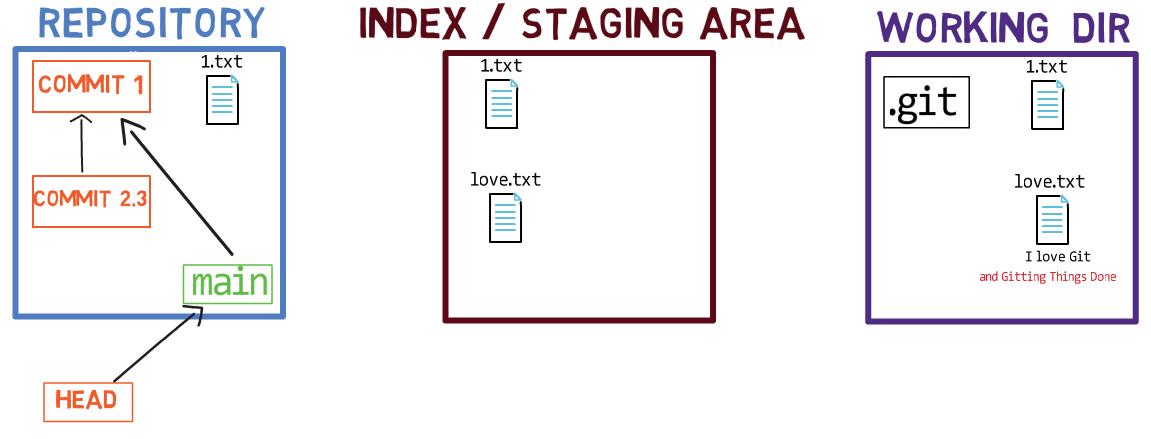 REPOSITORY
COMMIT 1
1.txt
COMMIT 2.3
main
HEAD
INDEX / STAGING AREA
1.txt
love.txt
WORKING DIR
.git
1.txt
love.txt
I love Git
and Gitting Things Done